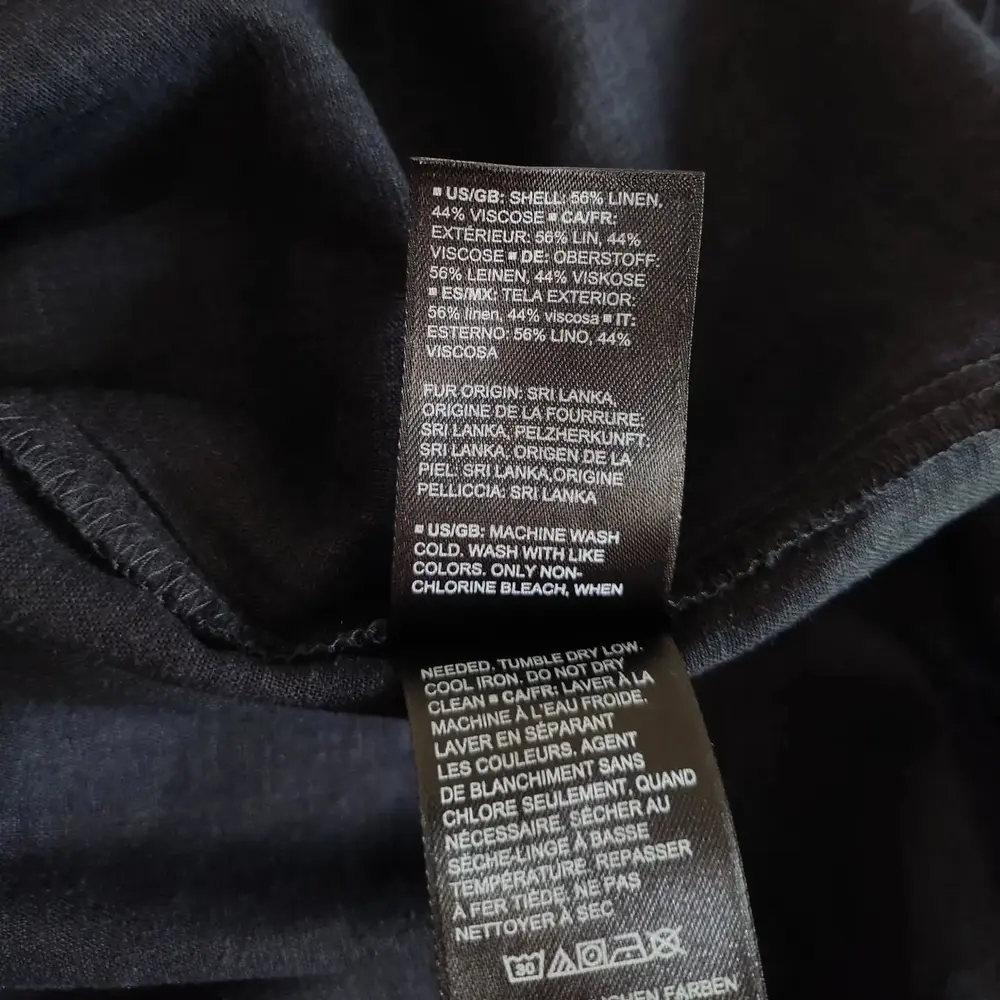 ▪ US/GB: SHELL: 56% LINEN,
44% VISCOSE ▪ CA/FR:
EXTÉRIEUR: 56% LIN, 44%
VISCOSE ▪ DE: OBERSTOFF:
56% LEINEN, 44% VISKOSE
▪ ES/MX: TELA EXTERIOR:
56% linen, 44% viscosa ▪ IT:
ESTERNO: 56% LINO, 44%
VISCOSA
FUR ORIGIN: SRI LANKA,
ORIGINE DE LA FOURRURE:
SRI LANKA, PELZHERKUNFT:
SRI LANKA, ORIGEN DE LA
PIEL: SRI LANKA,ORIGINE
PELLICCIA: SRI LANKA
▪ US/GB: MACHINE WASH
COLD. WASH WITH LIKE
COLORS. ONLY NON-
CHLORINE BLEACH, WHEN
NEEDED. TUMBLE DRY LOW.
COOL IRON. DO NOT DRY
CLEAN ▪ CA/FR: LAVER À LA
MACHINE À L'EAU FROIDE.
LAVER EN SÉPARANT
LES COULEURS. AGENT
DE BLANCHIMENT SANS
CHLORE SEULEMENT, QUAND
NÉCESSAIRE. SÉCHER AU
SÈCHE-LINGE À BASSE
TEMPÉRATURE. REPASSER
À FER TIÈDE. NE PAS
NETTOYER À SEC
30
FARBEN